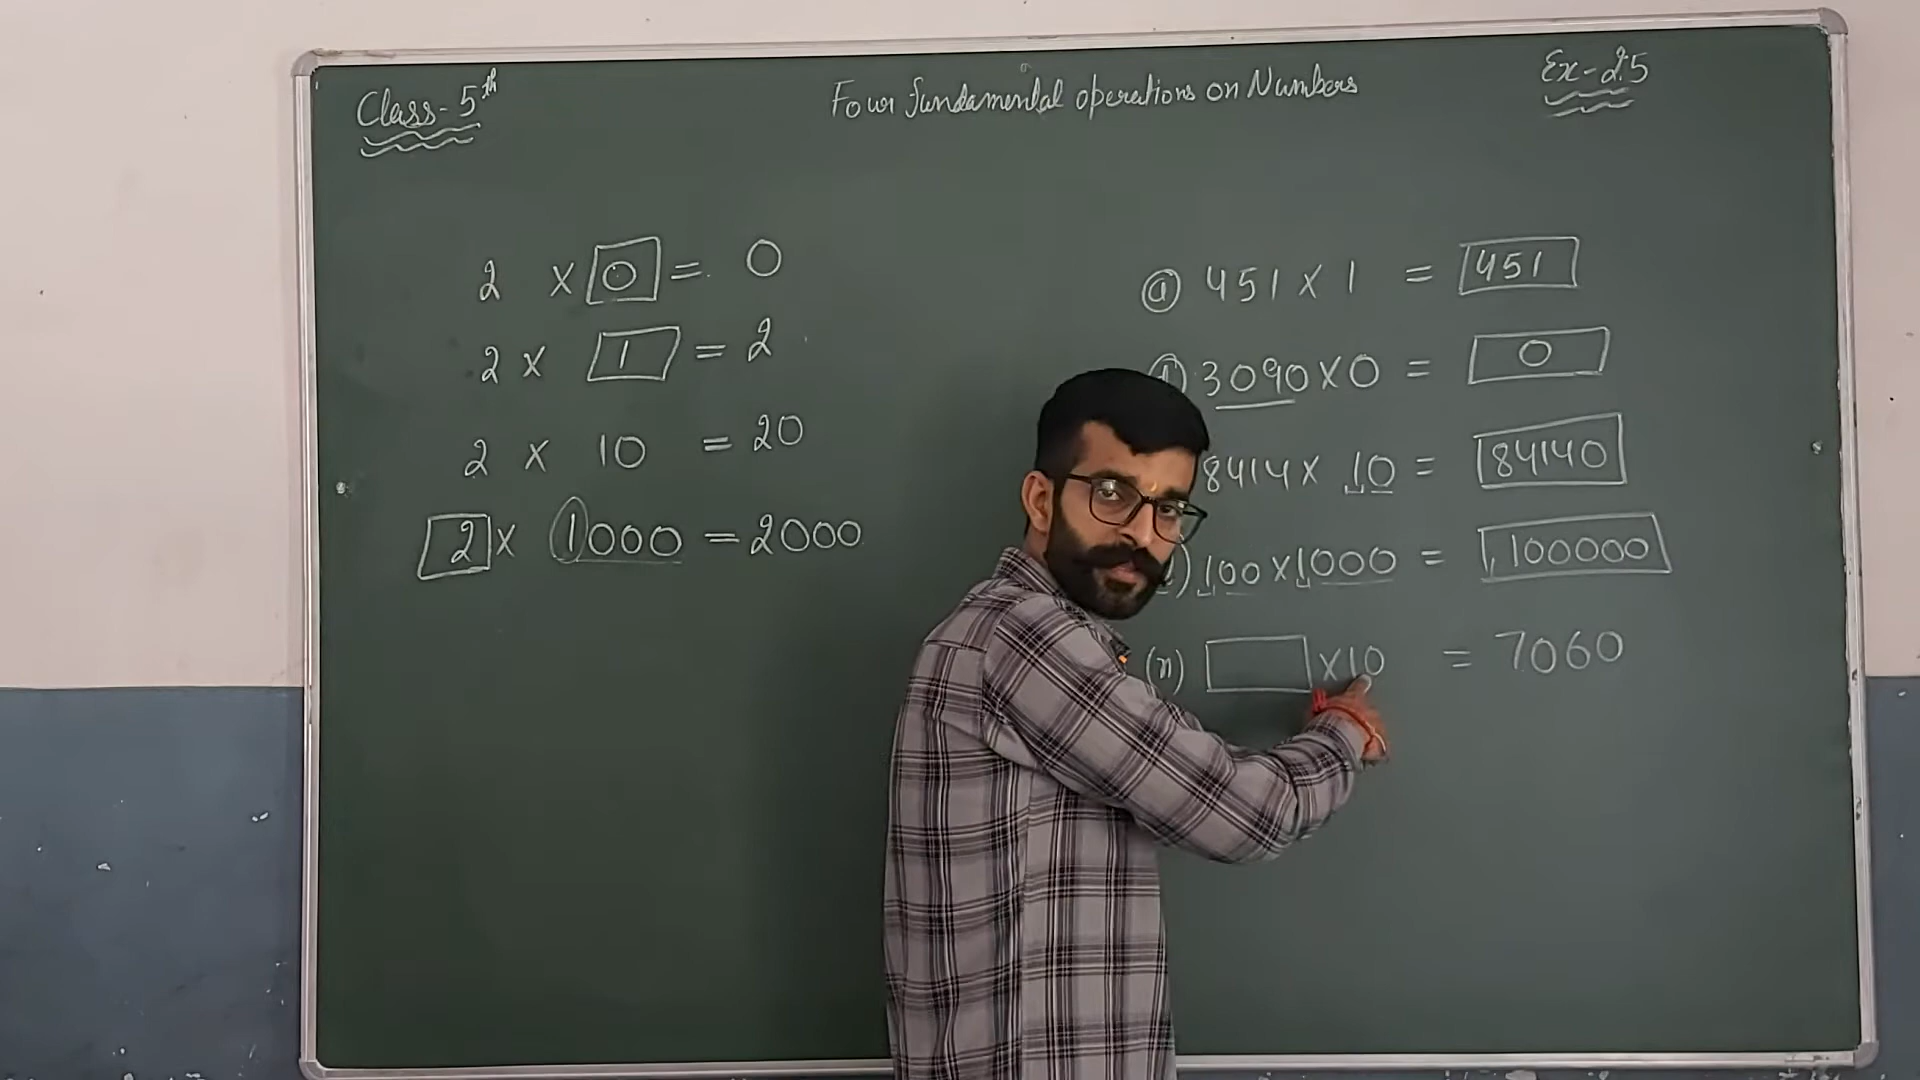 Class-5th
Four fundamental operations on Numbers
Ex-2.5
2 × 0 = 0
2 × 1 = 2
2 × 10 = 20
2 × 1000 = 2000
(a) 451 × 1 = 451
3090 × 0 = 0
8414 × 10 = 84140
100 × 1000 = 100000
(n) × 10 = 7060